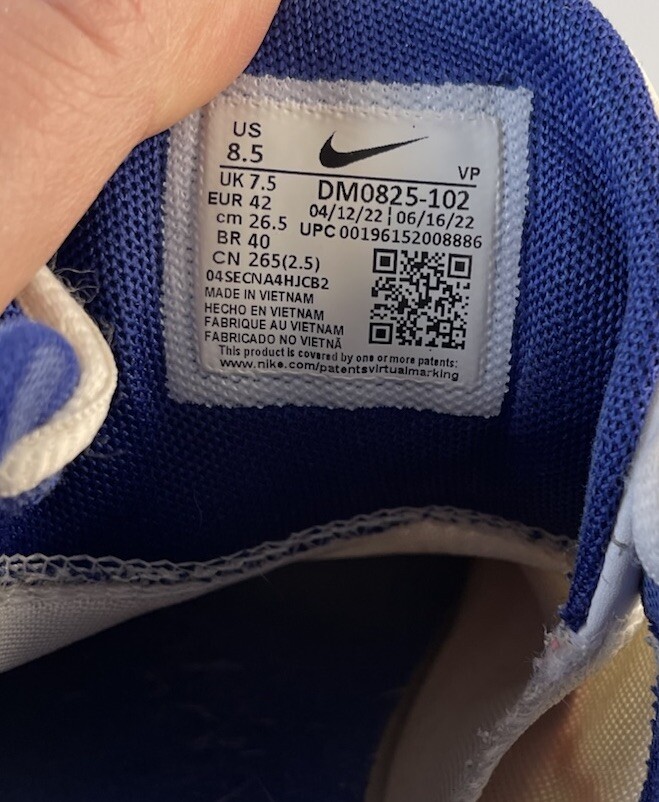 US
8.5
VP
UK 7.5
DM0825-102
EUR 42
04/12/22 | 06/16/22
cm 26.5
UPC 00196152008886
BR 40
CN 265(2.5)
04SECNA4HJCB2
MADE IN VIETNAM
HECHO EN VIETNAM
FABRIQUE AU VIETNAM
FABRICADO NO VIETNÃ
This product is covered by one or more patents:
www.nike.com/patentsvirtualmarking